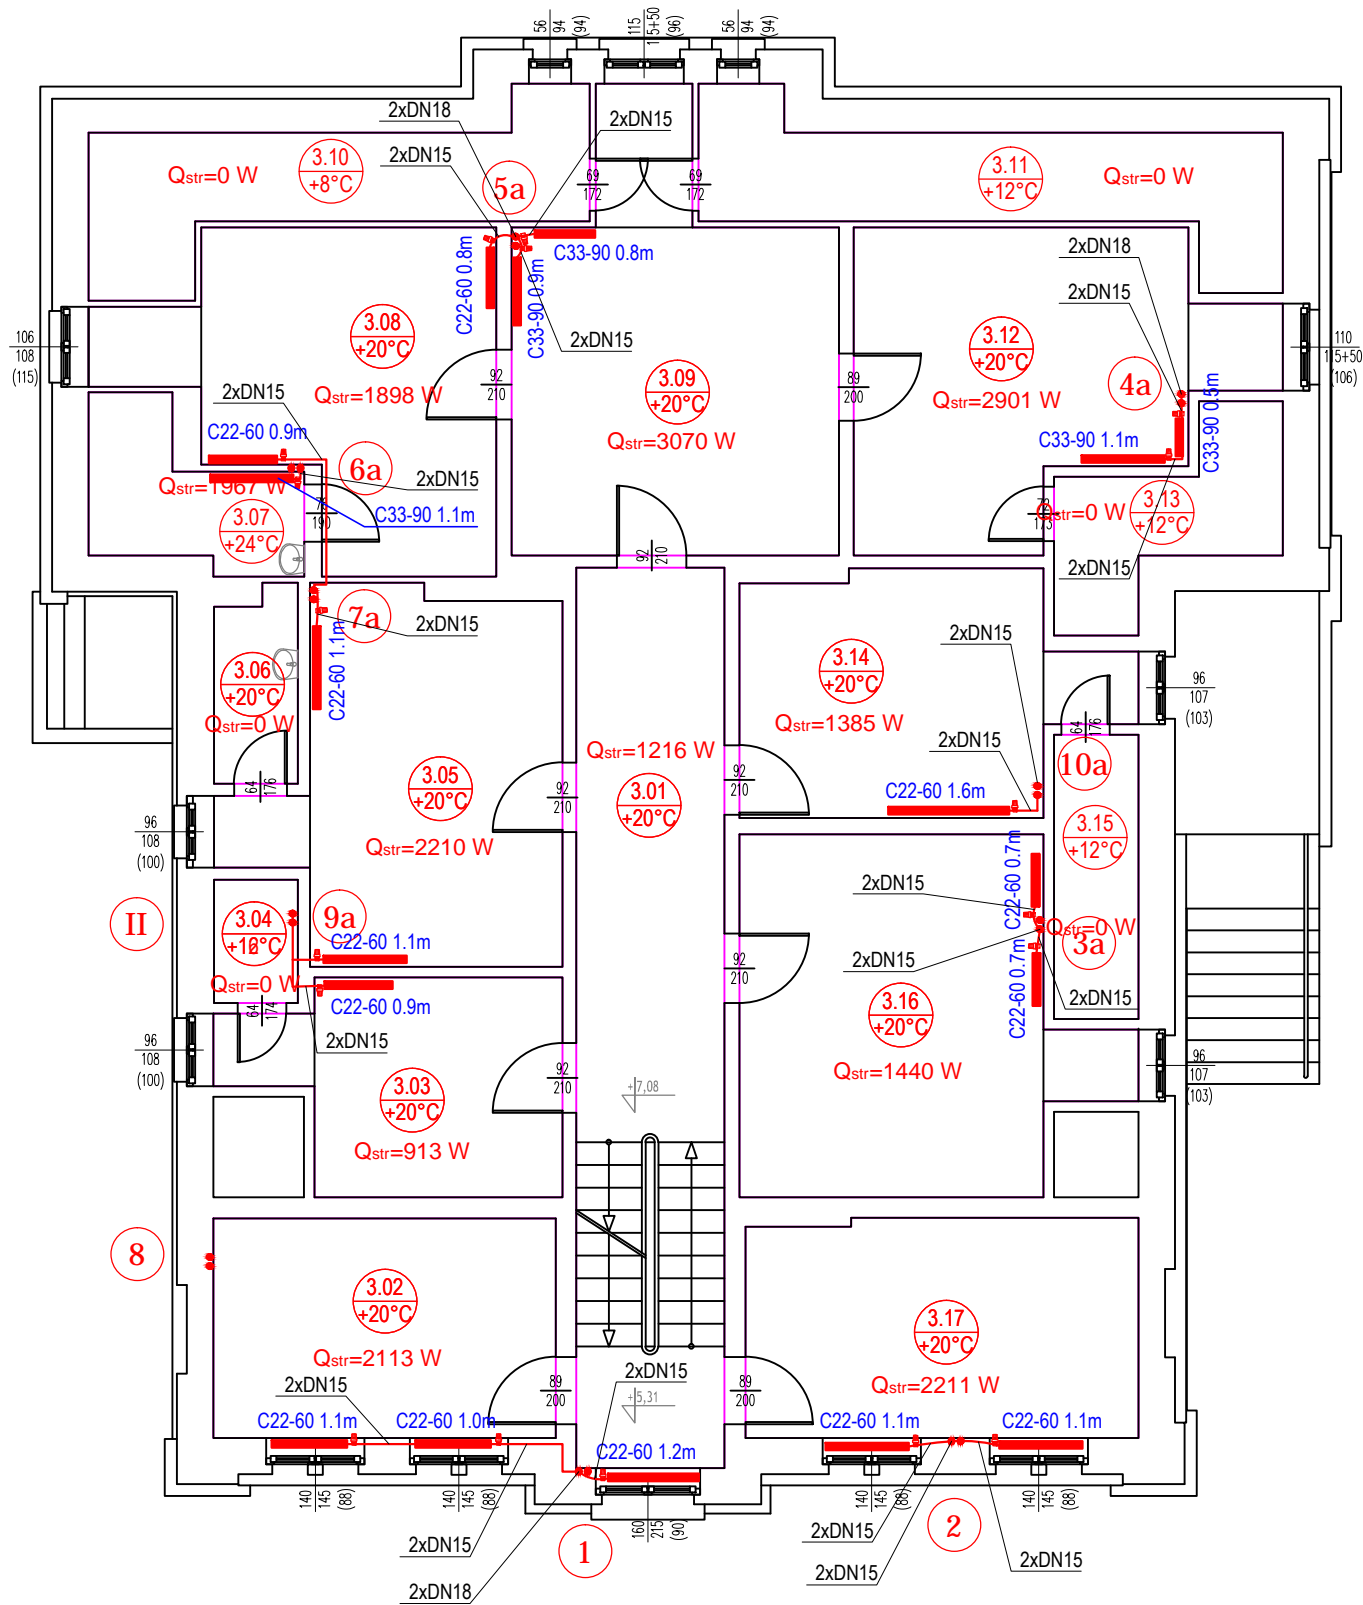 56
94
(94)
115
115+50
(96)
56
94
(94)
2xDN18
2xDN15
2xDN15
3.10
+8°C
Qstr=0 W
5a
69
172
69
172
3.11
+12°C
Qstr=0 W
C33-90 0.8m
C22-60 0.8m
C33-90 0.9m
2xDN15
2xDN18
2xDN15
106
108
(115)
3.08
+20°C
Qstr=1898 W
92
210
3.09
+20°C
Qstr=3070 W
89
200
3.12
+20°C
Qstr=2901 W
4a
110
115+50
(106)
2xDN15
C22-60 0.9m
6a
2xDN15
Qstr=1967 W
C33-90 1.1m
3.07
+24°C
190
C33-90 1.1m
C33-90 0.5m
3.13
+12°C
Qstr=0 W
175
2xDN15
92
210
7a
2xDN15
C22-60 1.1m
3.06
+20°C
Qstr=0 W
64
176
3.14
+20°C
Qstr=1385 W
2xDN15
2xDN15
C22-60 1.6m
64
176
96
107
(103)
10a
3.05
+20°C
Qstr=2210 W
92
210
Qstr=1216 W
3.01
+20°C
92
210
3.15
+12°C
Qstr=0 W
96
108
(100)
II
3.04
Qstr=0 W
9a
C22-60 1.1m
C22-60 0.9m
2xDN15
64
174
C22-60 0.7m
2xDN15
2xDN15
3a
C22-60 0.7m
2xDN15
92
210
3.16
+20°C
Qstr=1440 W
96
108
(100)
3.03
+20°C
Qstr=913 W
92
210
+7,08
96
107
(103)
8
3.02
+20°C
Qstr=2113 W
2xDN15
C22-60 1.1m
C22-60 1.0m
89
200
+5,31
2xDN15
C22-60 1.2m
89
200
3.17
+20°C
Qstr=2211 W
C22-60 1.1m
C22-60 1.1m
140
145
(88)
140
145
(88)
160
215
(90)
140
145
(88)
140
145
(88)
2xDN15
2xDN18
1
2xDN15
2xDN15
2
2xDN15